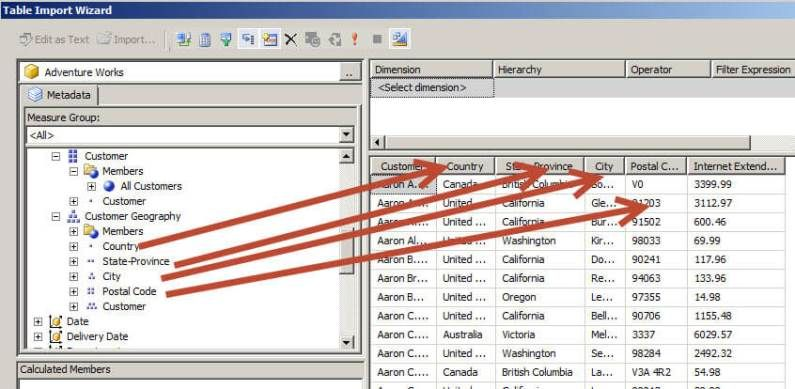 Table Import Wizard
Edit as Text Import...
Adventure Works ..
Metadata
Measure Group:
<All>
Customer
Members
All Customers
Customer
Customer Geography
Members
Country
State-Province
City
Postal Code
Customer
Date
Delivery Date
Calculated Members
Dimension Hierarchy Operator Filter Expression
<Select dimension>
Customer Country State-Province City Postal C... Internet Extend...
Aaron A... Canada British Columbia So... V0 3399.99
Aaron A... United ... California Gle... 91203 3112.97
United ... California Bur... 91502 600.46
Aaron Al... United ... Washington Kir... 98033 69.99
Aaron B... United ... California Do... 90241 117.96
Aaron Br... United ... California Re... 94063 133.96
Aaron B... United ... Oregon Le... 97355 14.98
Aaron C... United ... California Bell... 90706 1155.48
Aaron C... Australia Victoria Mel... 3337 6029.57
Aaron C... United ... Washington Se... 98284 2492.32
Aaron C... Canada British Columbia La... V3A 4R2 54.98